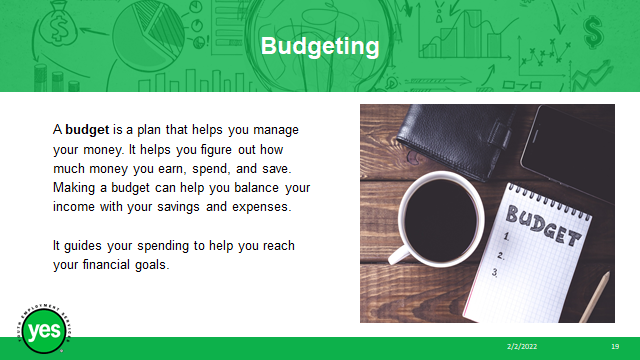 Budgeting
A budget is a plan that helps you manage
your money. It helps you figure out how
much money you earn, spend, and save.
Making a budget can help you balance your
income with your savings and expenses.
It guides your spending to help you reach
your financial goals.
BUDGET
1.
2.
3.
YOUTH EMPLOYMENT SERVICES
yes
2/2/2022
19